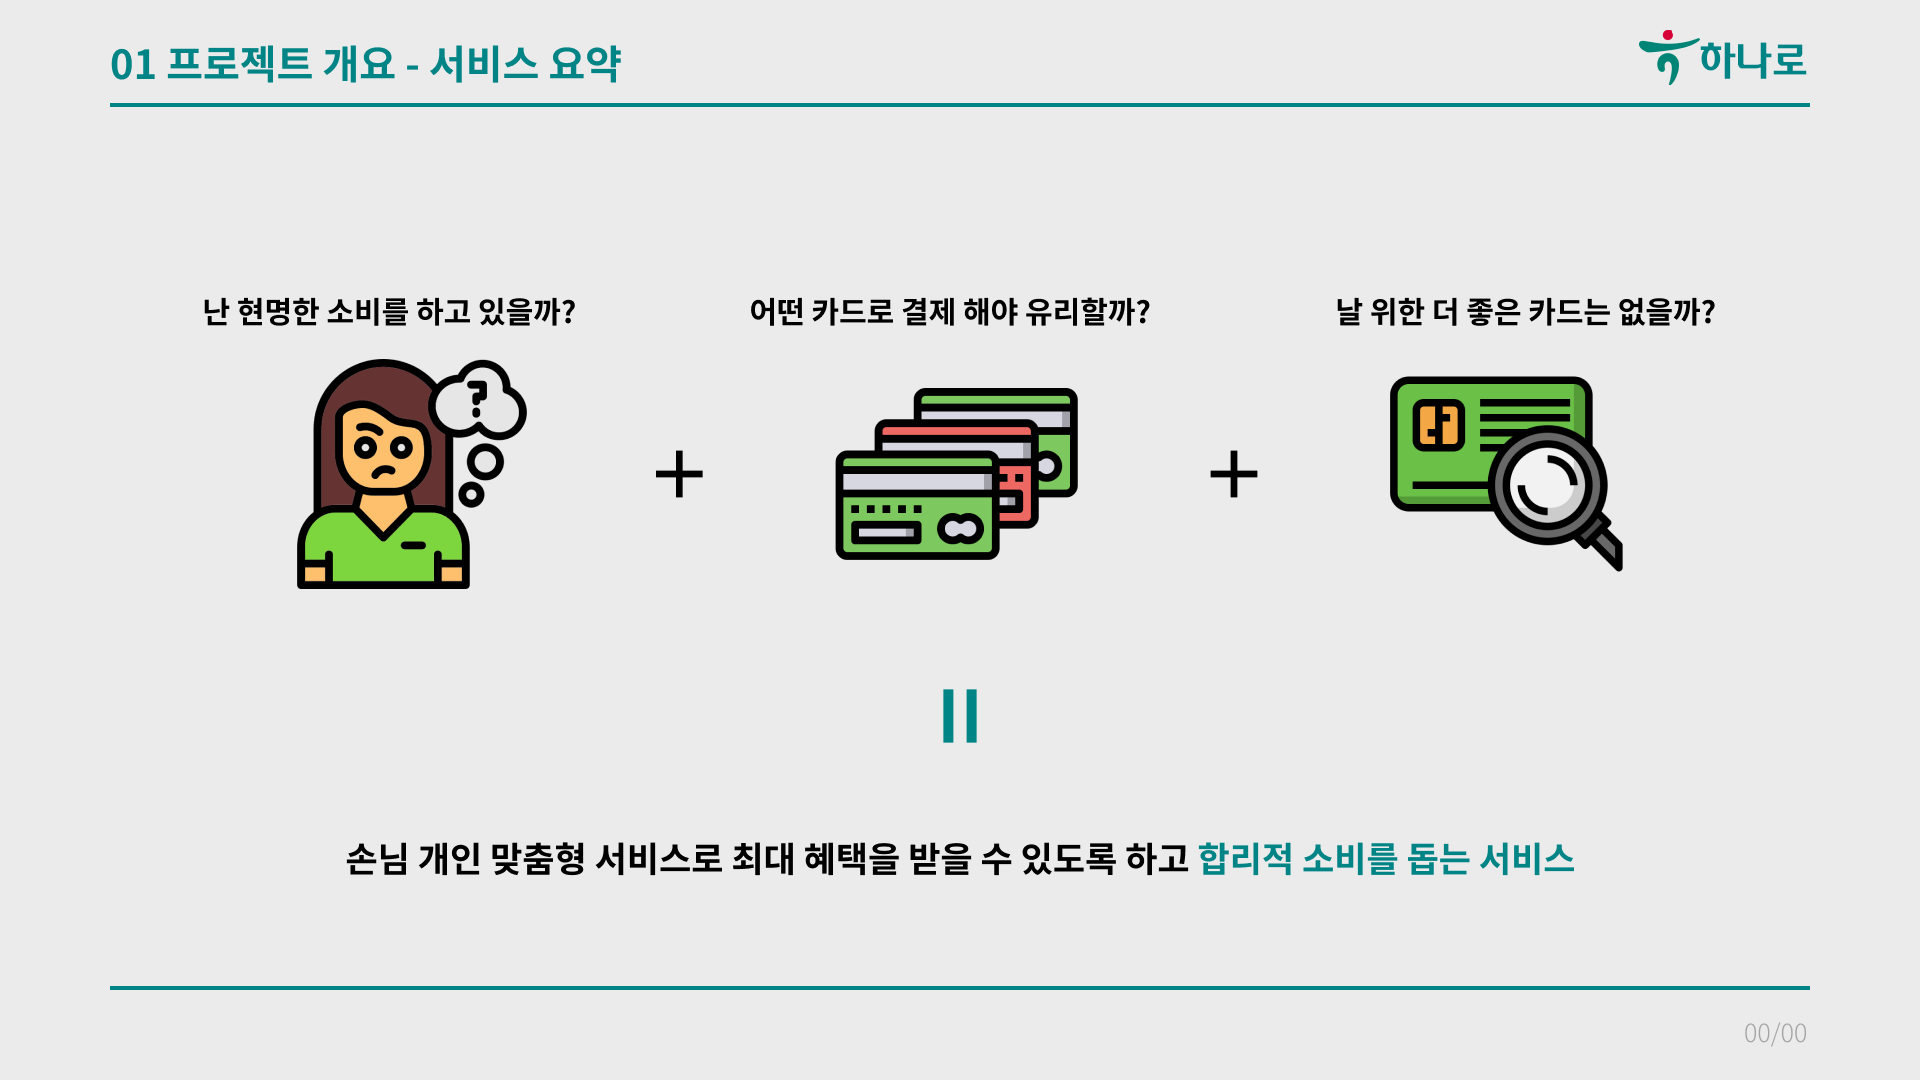 01 프로젝트 개요 - 서비스 요약
하나로
난 현명한 소비를 하고 있을까?
어떤 카드로 결제 해야 유리할까?
날 위한 더 좋은 카드는 없을까?
?
+
+
손님 개인 맞춤형 서비스로 최대 혜택을 받을 수 있도록 하고 합리적 소비를 돕는 서비스
00/00